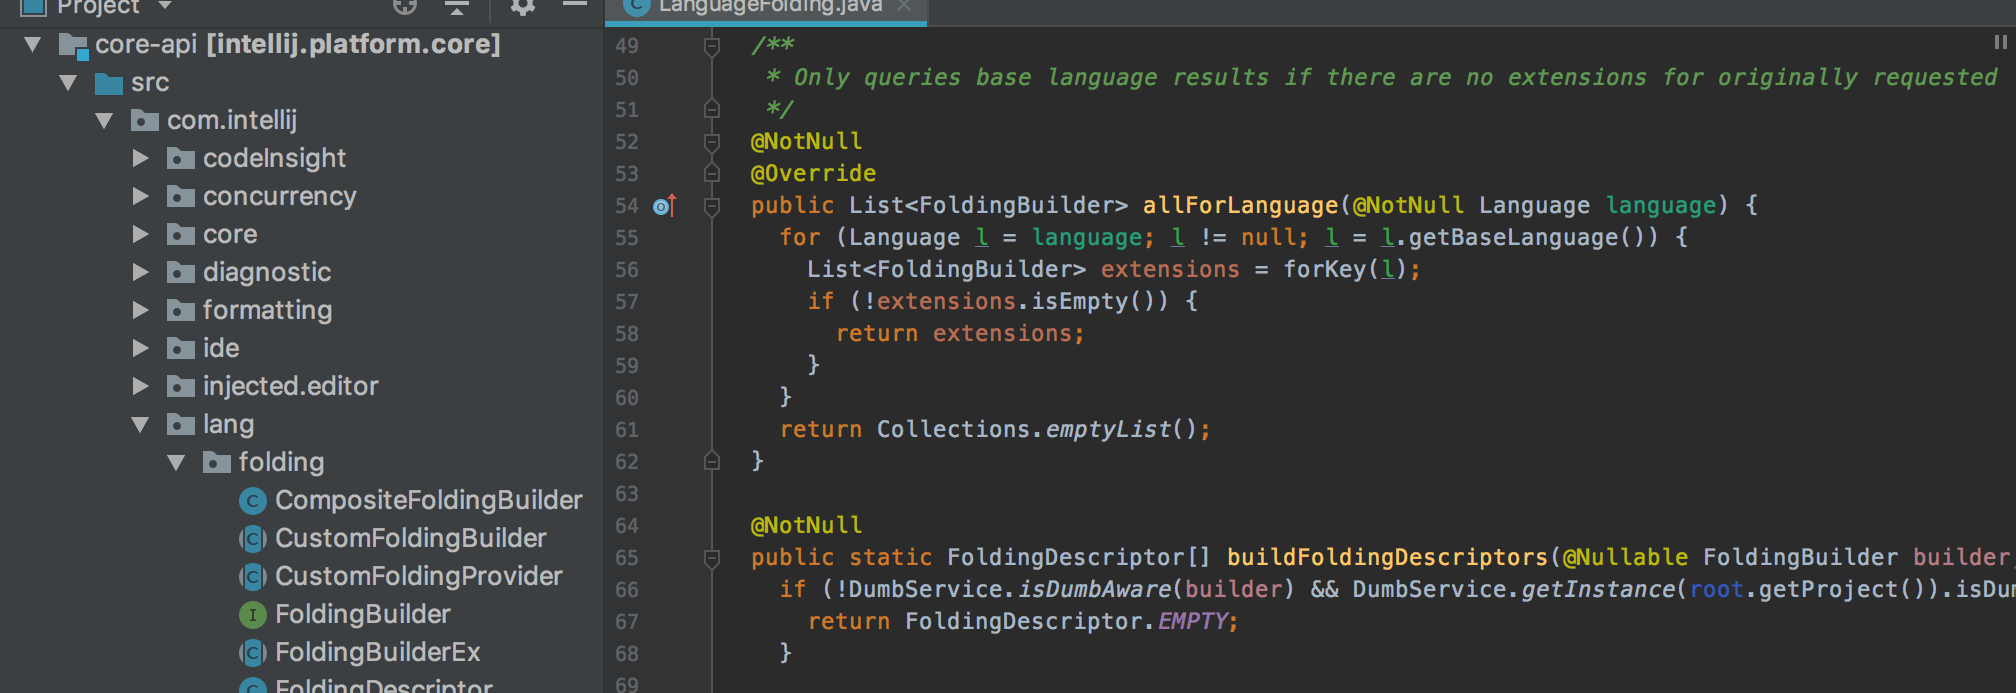 Project
core-api [intellij.platform.core]
src
com.intellij
codeInsight
concurrency
core
diagnostic
formatting
ide
injected.editor
lang
folding
CompositeFoldingBuilder
CustomFoldingBuilder
CustomFoldingProvider
FoldingBuilder
FoldingBuilderEx
FoldingDescriptor
LanguageFolding.java
49 /**
50 * Only queries base language results if there are no extensions for originally requested
51 */
52 @NotNull
53 @Override
54 public List<FoldingBuilder> allForLanguage(@NotNull Language language) {
55 for (Language l = language; l != null; l = l.getBaseLanguage()) {
56 List<FoldingBuilder> extensions = forKey(l);
57 if (!extensions.isEmpty()) {
58 return extensions;
59 }
60 }
61 return Collections.emptyList();
62 }
63
64 @NotNull
65 public static FoldingDescriptor[] buildFoldingDescriptors(@Nullable FoldingBuilder builder,
66 if (!DumbService.isDumbAware(builder) && DumbService.getInstance(root.getProject()).isDum
67 return FoldingDescriptor.EMPTY;
68 }
69